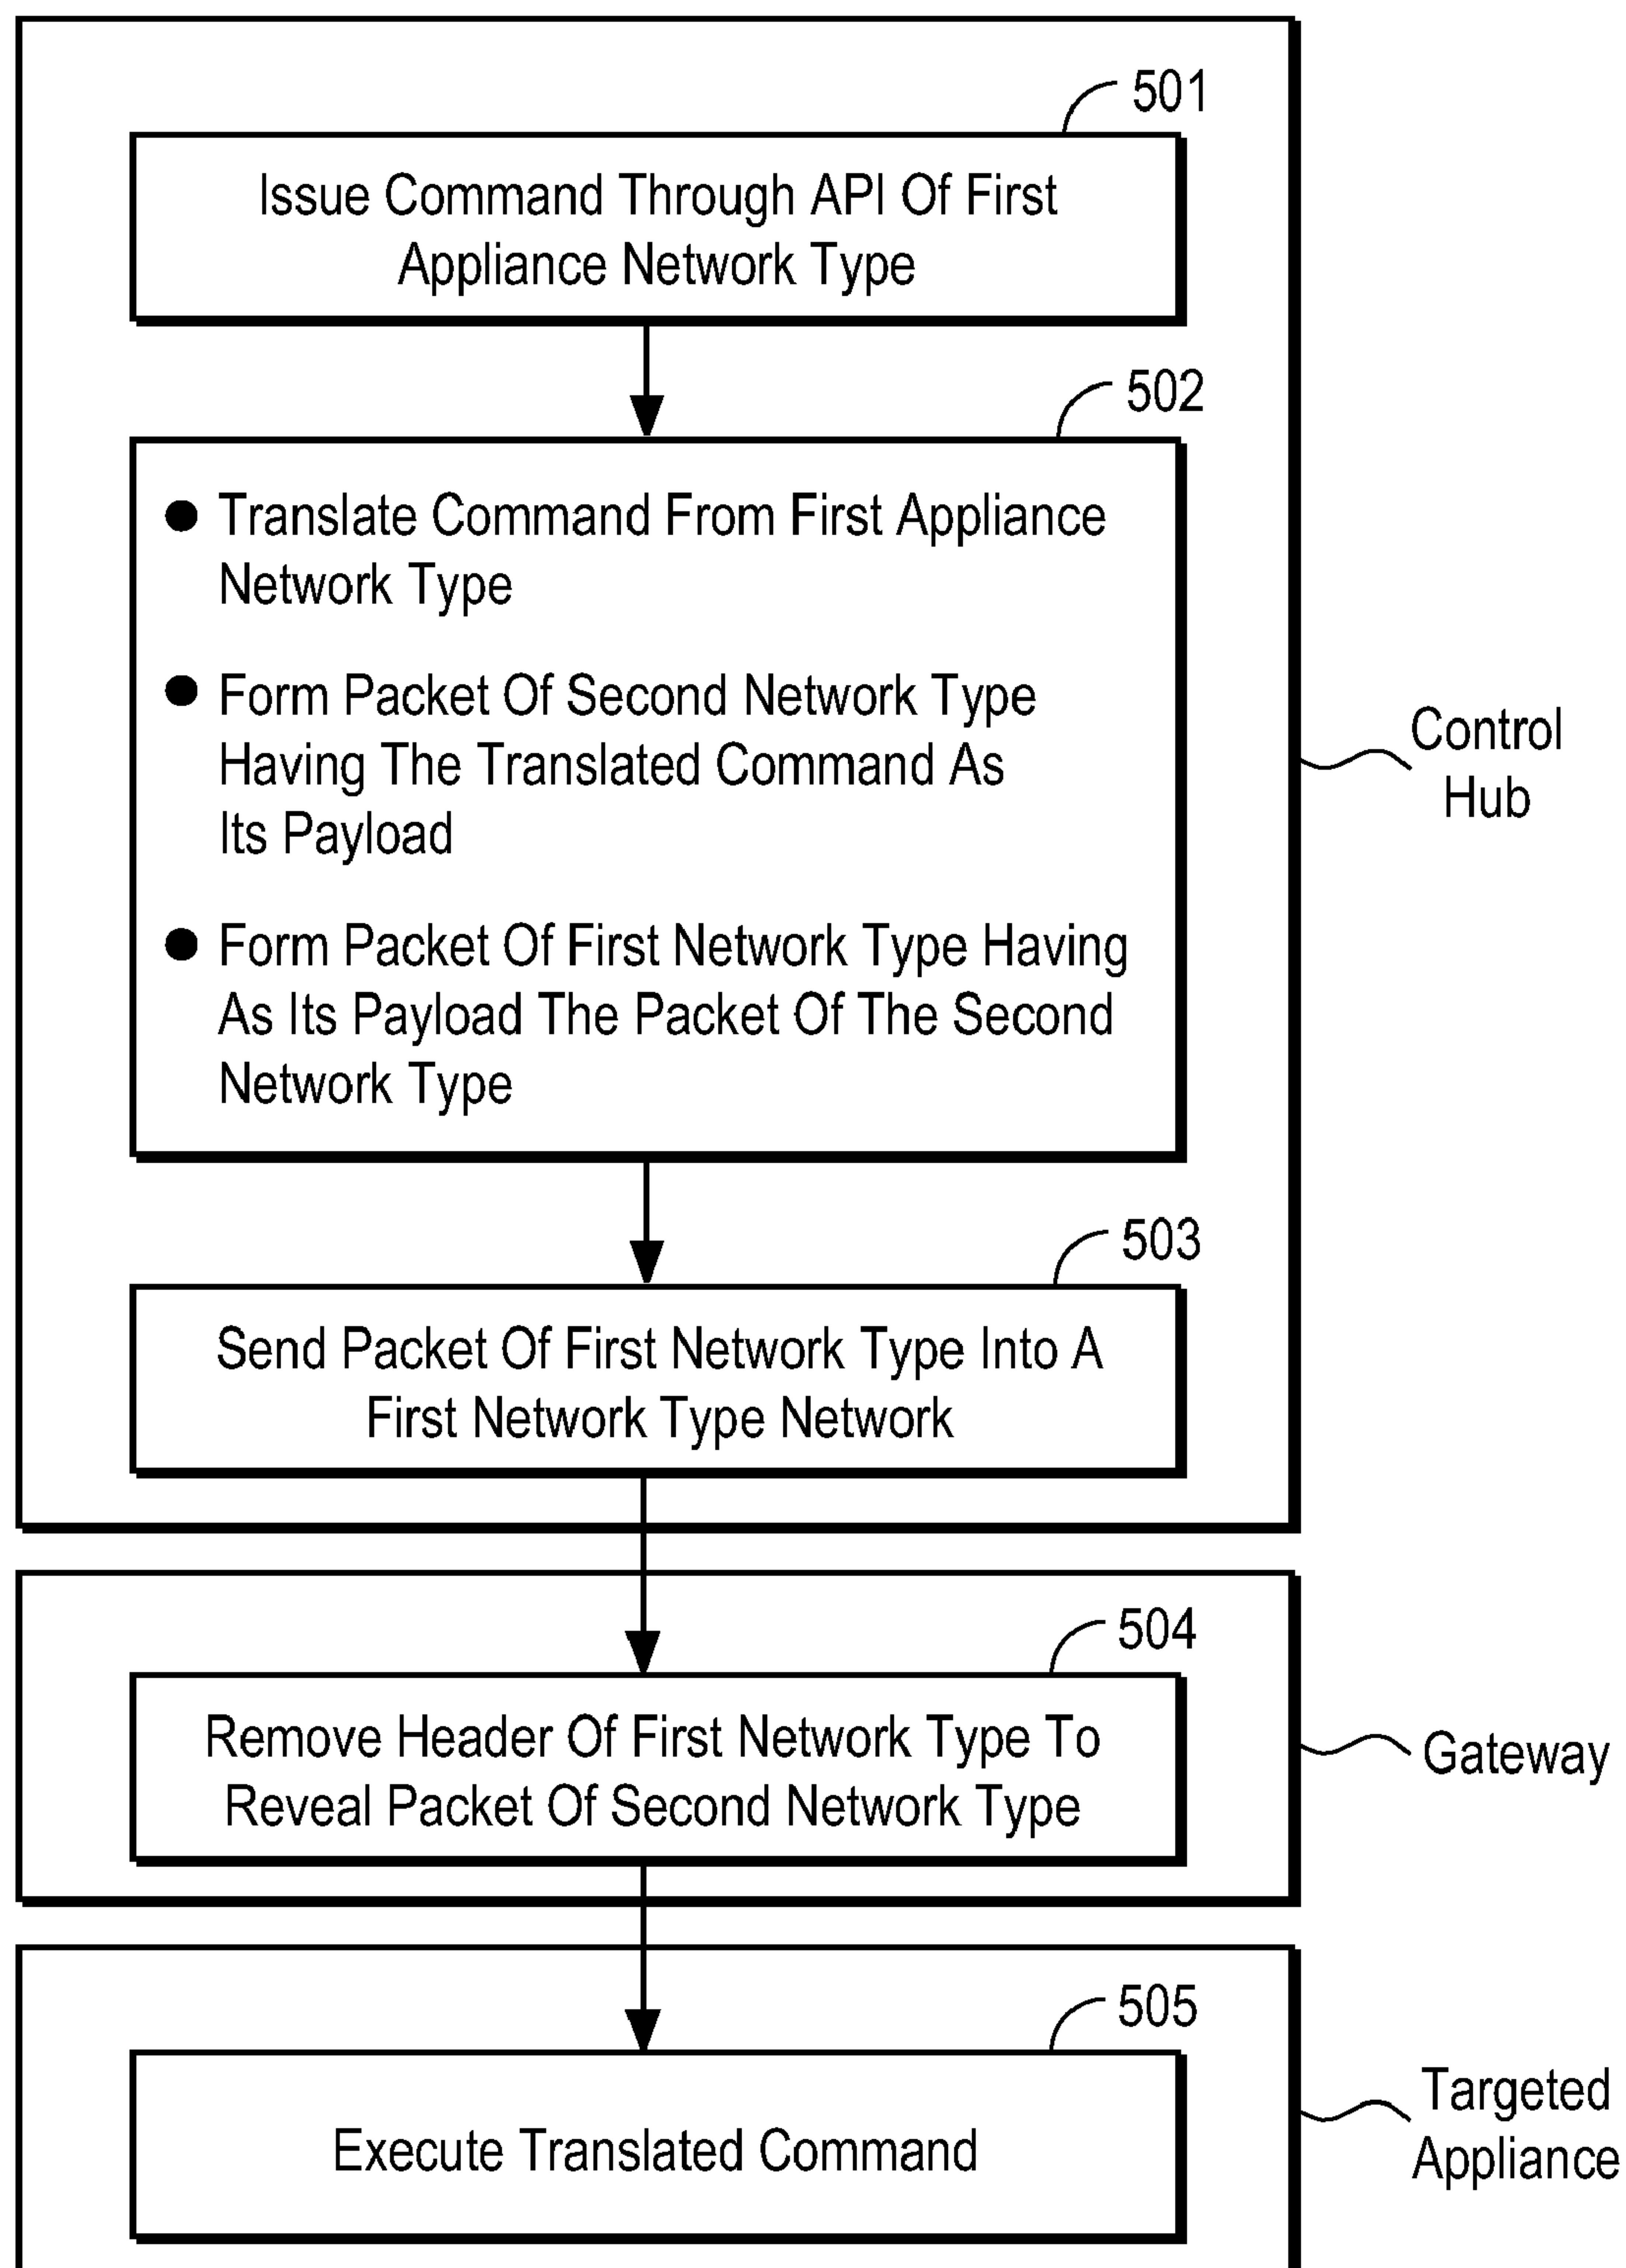 501
Issue Command Through API Of First
Appliance Network Type
502
● Translate Command From First Appliance
Network Type
● Form Packet Of Second Network Type
Having The Translated Command As
Its Payload
● Form Packet Of First Network Type Having
As Its Payload The Packet Of The Second
Network Type
Control
Hub
503
Send Packet Of First Network Type Into A
First Network Type Network
504
Remove Header Of First Network Type To
Reveal Packet Of Second Network Type
Gateway
505
Execute Translated Command
Targeted
Appliance